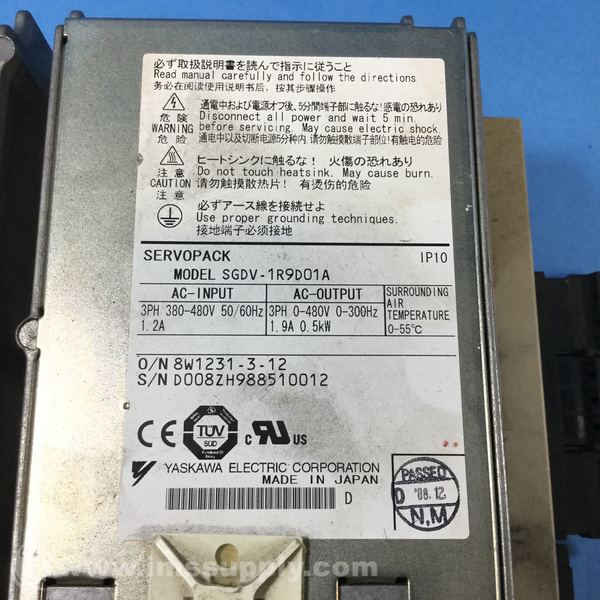 必ず取扱説明書を読んで指示に従うこと
Read manual carefully and follow the directions.
务必在阅读使用说明书后，按其步骤操作
危険
WARNING
危险
通電中および電源オフ後、5分間端子部に触るな!感電の恐れあり
Disconnect all power and wait 5 min.
before servicing. May cause electric shock.
通电中以及切断电源5分种内、请勿触摸端子部位!有触电的危险
注意
CAUTION
注意
ヒートシンクに触るな! 火傷の恐れあり
Do not touch heatsink. May cause burn.
请勿触摸散热片! 有烫伤的危险
必ずアース線を接続せよ
Use proper grounding techniques.
接地端子必须接地
SERVOPACK IP10
MODEL SGDV-1R9D01A
AC-INPUT
3PH 380-480V 50/60Hz
1.2A
AC-OUTPUT
3PH 0-480V 0-300Hz
1.9A 0.5kW
SURROUNDING
AIR
TEMPERATURE
0-55℃
O/N 8W1231-3-12
S/N D008ZH988510012
CE
TÜV
SÜD
c RU US
YASKAWA ELECTRIC CORPORATION
MADE IN JAPAN
D
PASSED
D '08.12.
N.M
www.imssupply.com